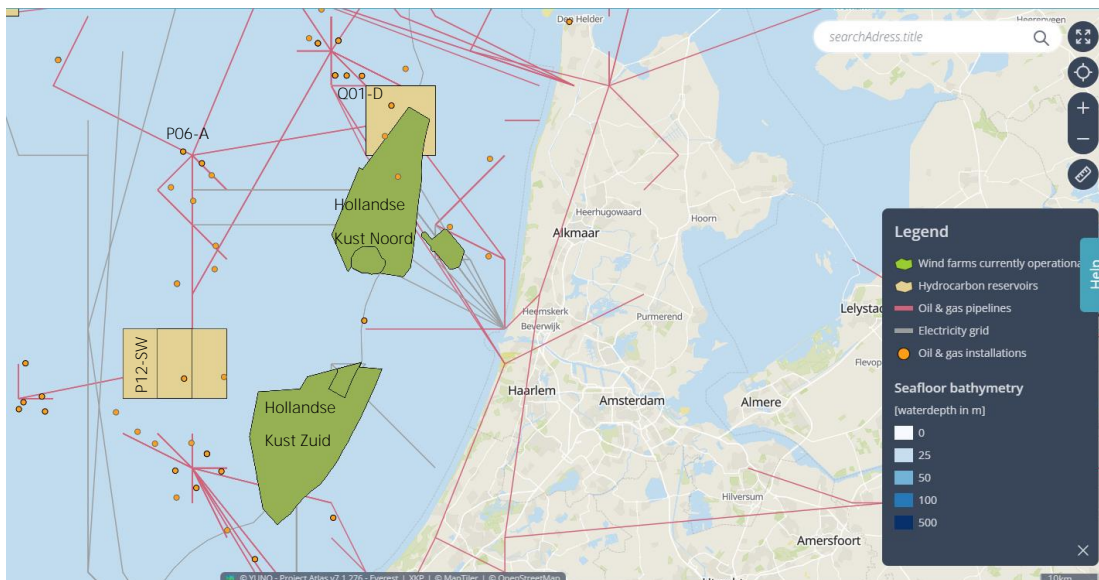 Den Helder
Heerenveen
searchAdress.title
Q01-D
P06-A
Hollandse
Kust Noord
Heerhugowaard
Hoorn
Alkmaar
Legend
Wind farms currently operationa
Hydrocarbon reservoirs
Oil & gas pipelines
Electricity grid
Oil & gas installations
Help
Heemskerk
Beverwijk
Purmerend
Lelystad
P12-SW
Flevop
Haarlem
Amsterdam
Almere
Seafloor bathymetry
[waterdepth in m]
0
25
50
100
500
Hollandse
Kust Zuid
Hilversum
Amersfoort
© YUNO - Project Atlas v7.1.276 - Everest | XKP | © MapTiler | © OpenStreetMap
10km